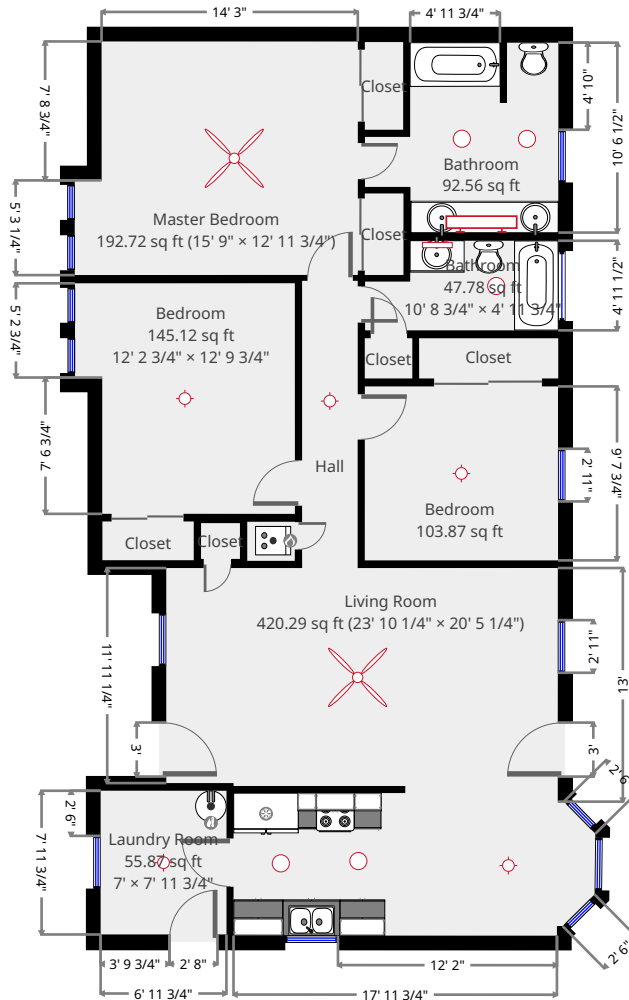 14' 3"
4' 11 3/4"
7' 8 3/4"
Closet
4' 10"
10' 6 1/2"
Bathroom
92.56 sq ft
5' 3 1/4"
Master Bedroom
192.72 sq ft (15' 9" × 12' 11 3/4")
Closet
Bathroom
47.78 sq ft
10' 8 3/4" × 4' 11 3/4"
4' 11 1/2"
5' 2 3/4"
Bedroom
145.12 sq ft
12' 2 3/4" × 12' 9 3/4"
Closet
Closet
7' 9 3/4"
Hall
2' 11"
9' 7 3/4"
Bedroom
103.87 sq ft
Closet
Closet
Living Room
420.29 sq ft (23' 10 1/4" × 20' 5 1/4")
11' 11 1/4"
2' 11"
13'
3'
3'
2' 6"
2' 6"
7' 11 3/4"
Laundry Room
55.87 sq ft
7' × 7' 11 3/4"
2' 6"
3' 9 3/4"
2' 8"
12' 2"
6' 11 3/4"
17' 11 3/4"